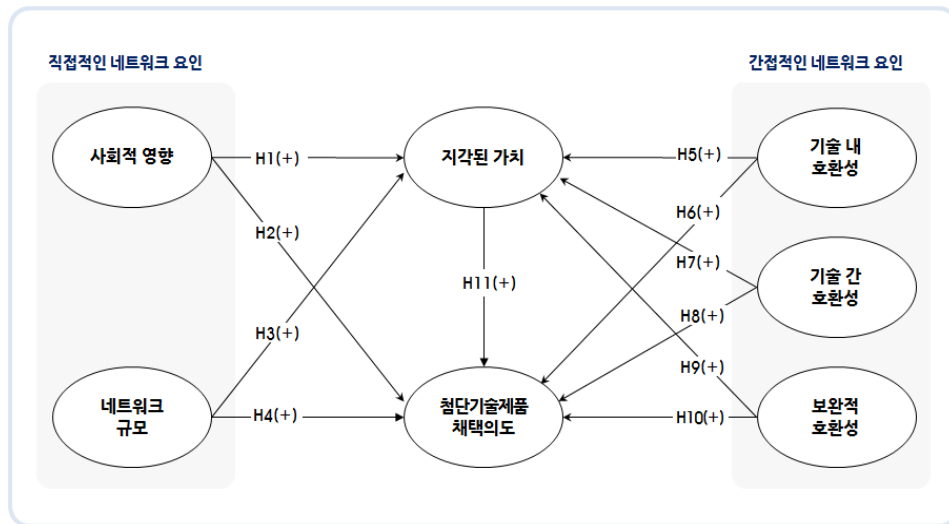 직접적인 네트워크 요인
간접적인 네트워크 요인
사회적 영향
H1(+)
지각된 가치
H5(+)
기술 내
호환성
H2(+)
H6(+)
H7(+)
기술 간
호환성
H11(+)
H3(+)
H8(+)
H9(+)
네트워크
규모
H4(+)
첨단기술제품
채택의도
H10(+)
보완적
호환성